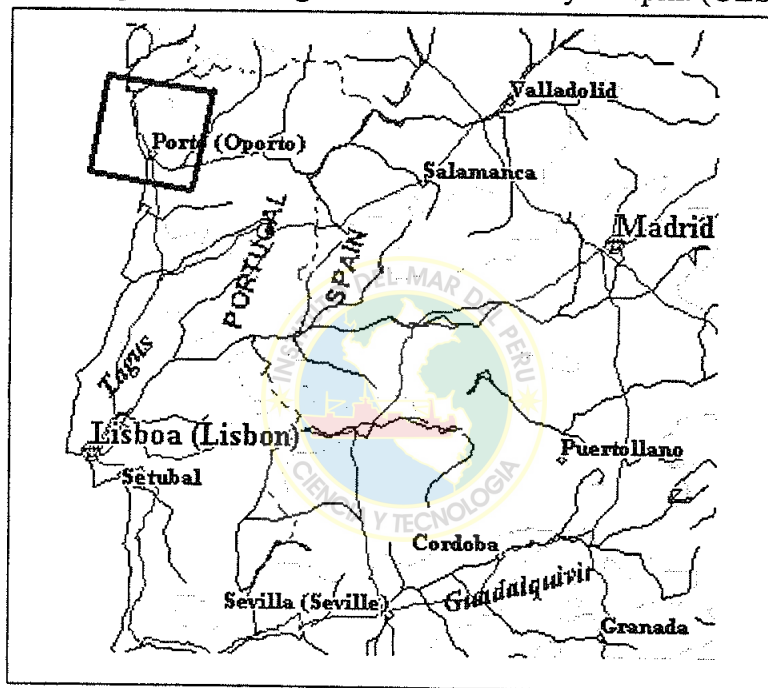 Valladolid
Porto (Oporto)
Salamanca
Madrid
PORTUGAL
SPAIN
INSTITUTO DEL MAR DEL PERU
Tagus
Lisboa (Lisbon)
Setubal
Puertollano
CIENCIA Y TECNOLOGIA
Cordoba
Guadalquivir
Sevilla (Seville)
Granada